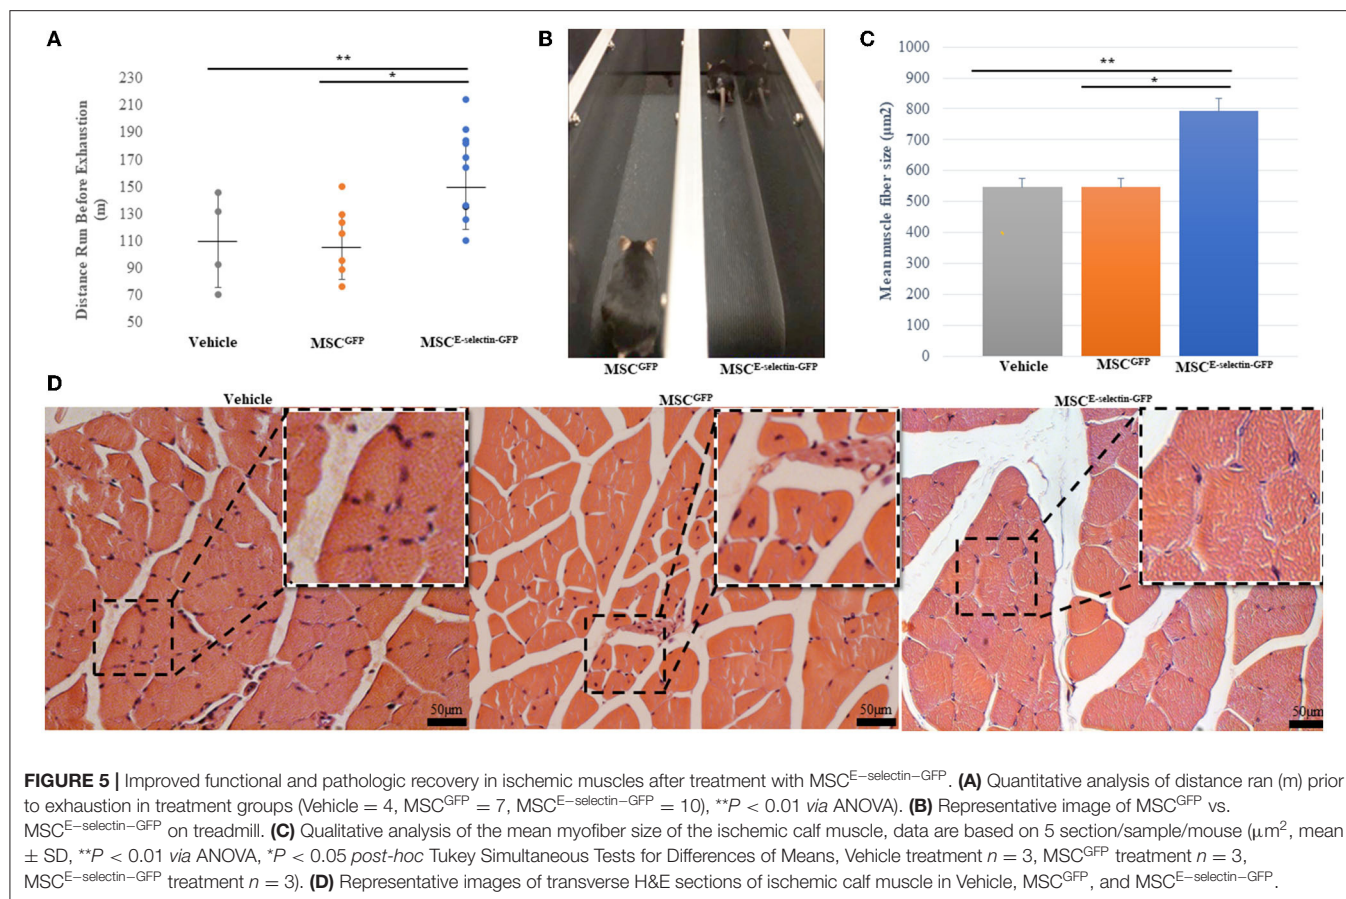 A
**
*
230
210
190
170
150
130
110
90
70
50
Distance Run Before Exhaustion
(m)
Vehicle
MSC^GFP
MSC^E-selectin-GFP
B
MSC^GFP
MSC^E-selectin-GFP
C
1000
900
800
700
600
500
400
300
200
100
0
Mean muscle fiber size (µm2)
**
*
Vehicle
MSC^GFP
MSC^E-selectin-GFP
D
Vehicle
MSC^GFP
MSC^E-selectin-GFP
50µm
50µm
50µm
FIGURE 5 | Improved functional and pathologic recovery in ischemic muscles after treatment with MSC^E−selectin−GFP. (A) Quantitative analysis of distance ran (m) prior
to exhaustion in treatment groups (Vehicle = 4, MSC^GFP = 7, MSC^E−selectin−GFP = 10), **P < 0.01 via ANOVA). (B) Representative image of MSC^GFP vs.
MSC^E−selectin−GFP on treadmill. (C) Qualitative analysis of the mean myofiber size of the ischemic calf muscle, data are based on 5 section/sample/mouse (µm², mean
± SD, **P < 0.01 via ANOVA, *P < 0.05 post-hoc Tukey Simultaneous Tests for Differences of Means, Vehicle treatment n = 3, MSC^GFP treatment n = 3,
MSC^E−selectin−GFP treatment n = 3). (D) Representative images of transverse H&E sections of ischemic calf muscle in Vehicle, MSC^GFP, and MSC^E−selectin−GFP.